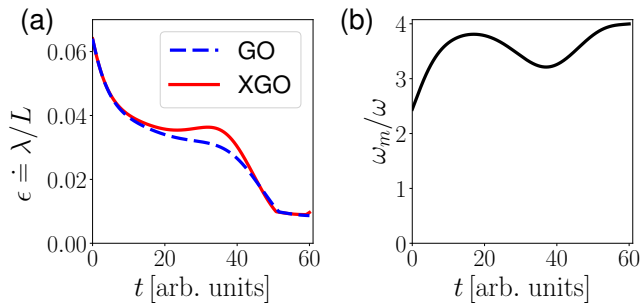 (a)
ϵ ≐ λ/L
0.06
0.04
0.02
0.00
GO
XGO
0 20 40 60
t [arb. units]
(b)
ω_m/ω
4
3
2
1
0
0 20 40 60
t [arb. units]